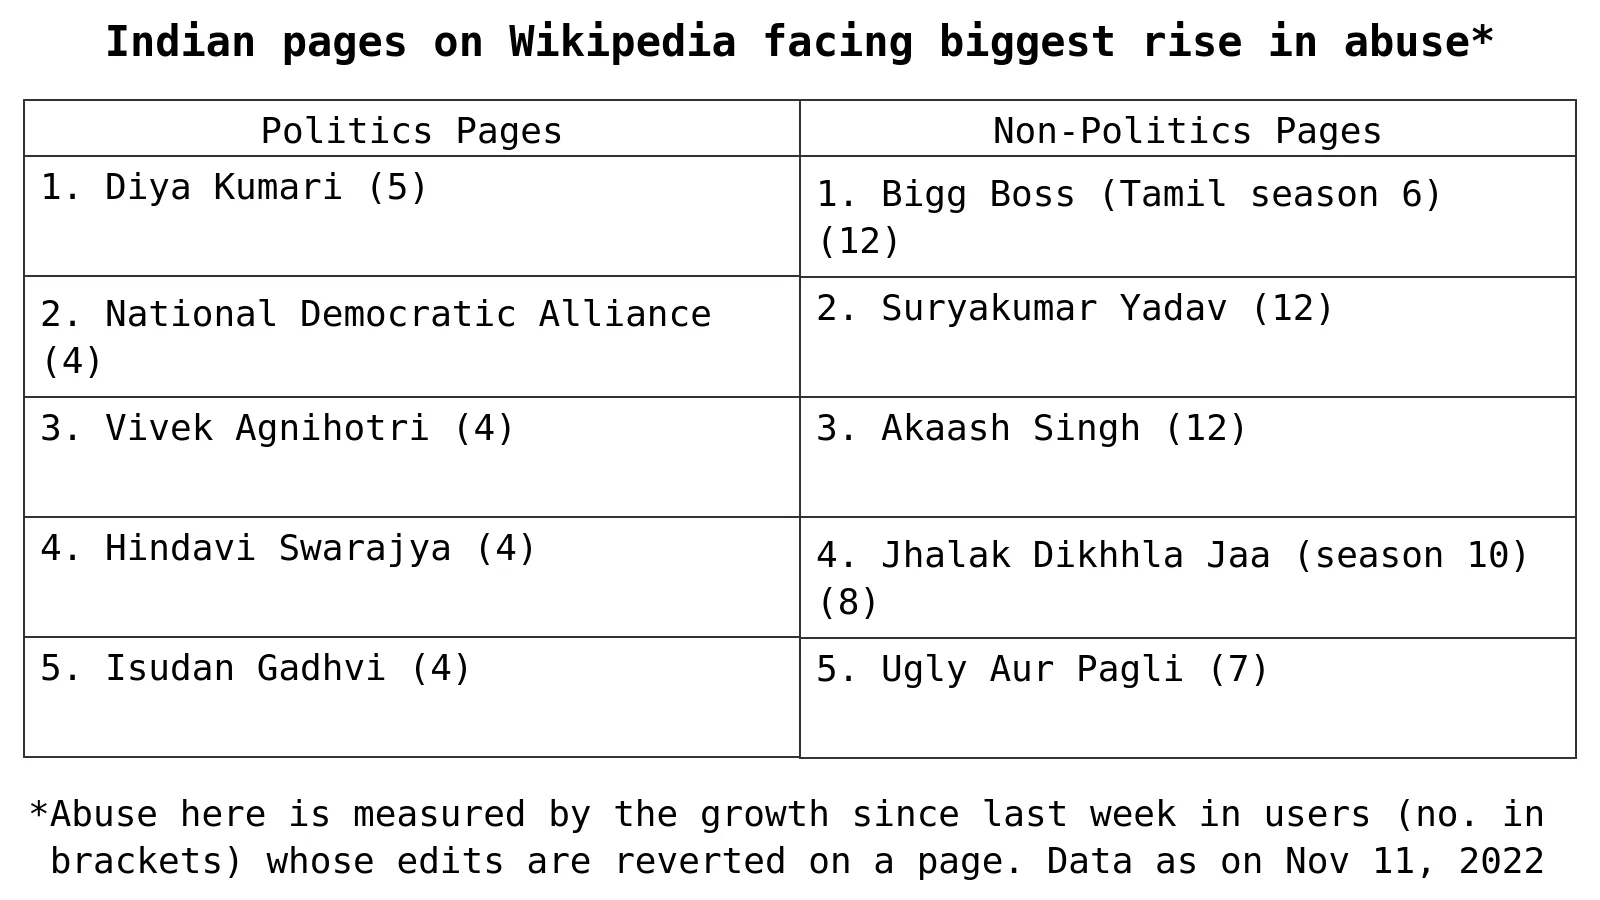 Indian pages on Wikipedia facing biggest rise in abuse*
Politics Pages
Non-Politics Pages
1. Diya Kumari (5)
1. Bigg Boss (Tamil season 6)
(12)
2. National Democratic Alliance
(4)
2. Suryakumar Yadav (12)
3. Vivek Agnihotri (4)
3. Akaash Singh (12)
4. Hindavi Swarajya (4)
4. Jhalak Dikhhla Jaa (season 10)
(8)
5. Isudan Gadhvi (4)
5. Ugly Aur Pagli (7)
*Abuse here is measured by the growth since last week in users (no. in
brackets) whose edits are reverted on a page. Data as on Nov 11, 2022